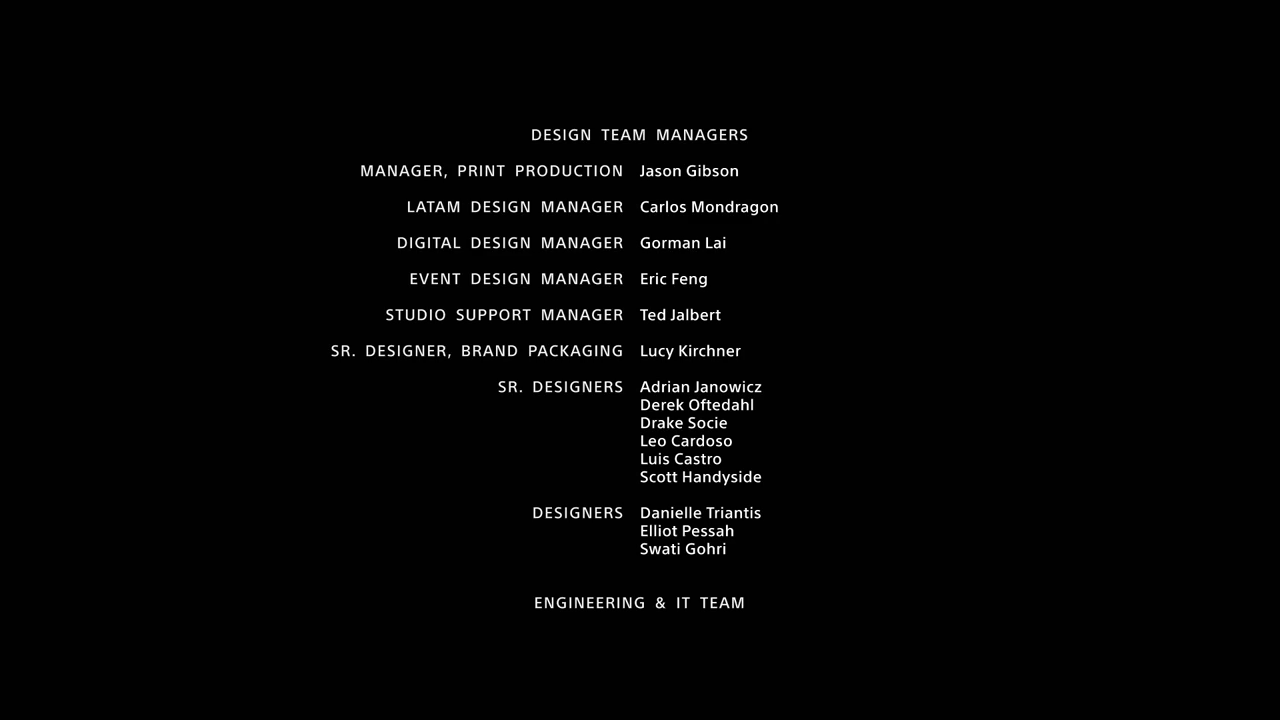 DESIGN TEAM MANAGERS
MANAGER, PRINT PRODUCTION Jason Gibson
LATAM DESIGN MANAGER Carlos Mondragon
DIGITAL DESIGN MANAGER Gorman Lai
EVENT DESIGN MANAGER Eric Feng
STUDIO SUPPORT MANAGER Ted Jalbert
SR. DESIGNER, BRAND PACKAGING Lucy Kirchner
SR. DESIGNERS Adrian Janowicz
Derek Oftedahl
Drake Socie
Leo Cardoso
Luis Castro
Scott Handyside
DESIGNERS Danielle Triantis
Elliot Pessah
Swati Gohri
ENGINEERING & IT TEAM